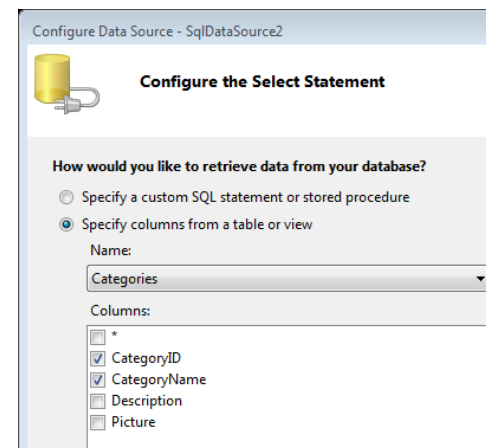 Configure Data Source - SqlDataSource2
Configure the Select Statement
How would you like to retrieve data from your database?
Specify a custom SQL statement or stored procedure
Specify columns from a table or view
Name:
Categories
Columns:
*
CategoryID
CategoryName
Description
Picture